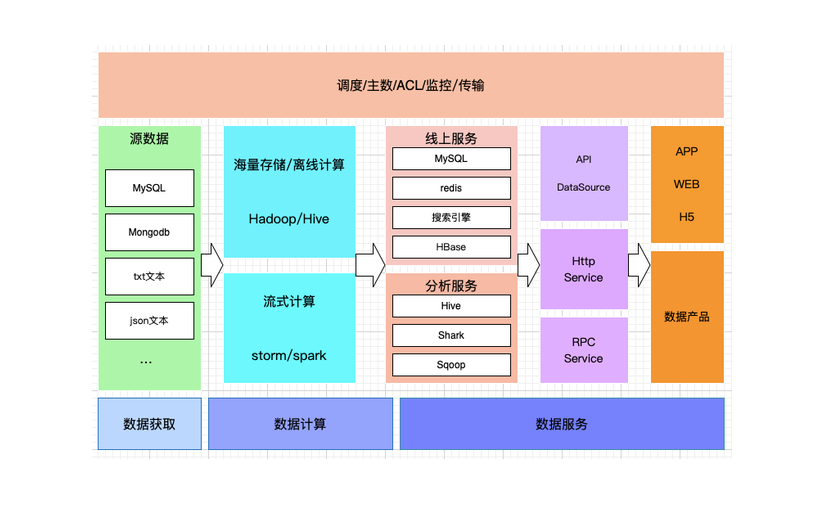 调度/主数/ACL/监控/传输
源数据
MySQL
Mongodb
txt文本
json文本
...
海量存储/离线计算
Hadoop/Hive
流式计算
storm/spark
线上服务
MySQL
redis
搜索引擎
HBase
分析服务
Hive
Shark
Sqoop
API
DataSource
Http
Service
RPC
Service
APP
WEB
H5
数据产品
数据获取
数据计算
数据服务